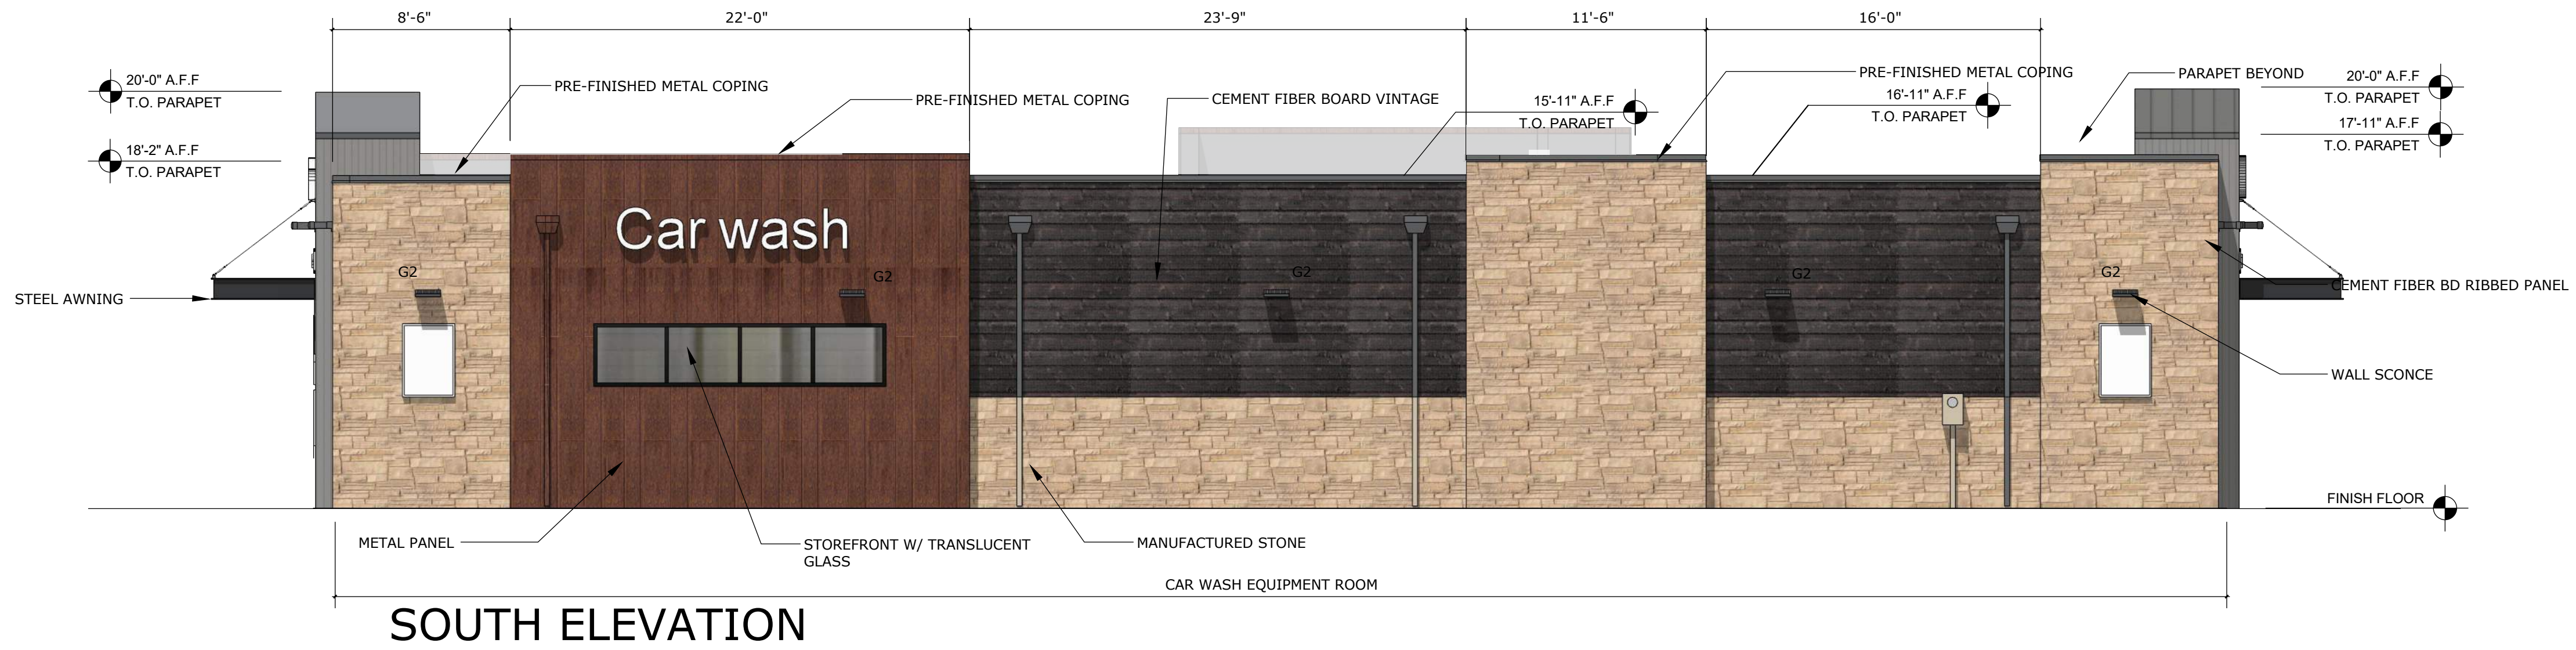 8'-6"
22'-0"
23'-9"
11'-6"
16'-0"
20'-0" A.F.F
T.O. PARAPET
18'-2" A.F.F
T.O. PARAPET
PRE-FINISHED METAL COPING
PRE-FINISHED METAL COPING
CEMENT FIBER BOARD VINTAGE
15'-11" A.F.F
T.O. PARAPET
PRE-FINISHED METAL COPING
16'-11" A.F.F
T.O. PARAPET
PARAPET BEYOND
20'-0" A.F.F
T.O. PARAPET
17'-11" A.F.F
T.O. PARAPET
Car wash
G2
G2
G2
G2
G2
STEEL AWNING
CEMENT FIBER BD RIBBED PANEL
WALL SCONCE
FINISH FLOOR
METAL PANEL
STOREFRONT W/ TRANSLUCENT
GLASS
MANUFACTURED STONE
CAR WASH EQUIPMENT ROOM
SOUTH ELEVATION